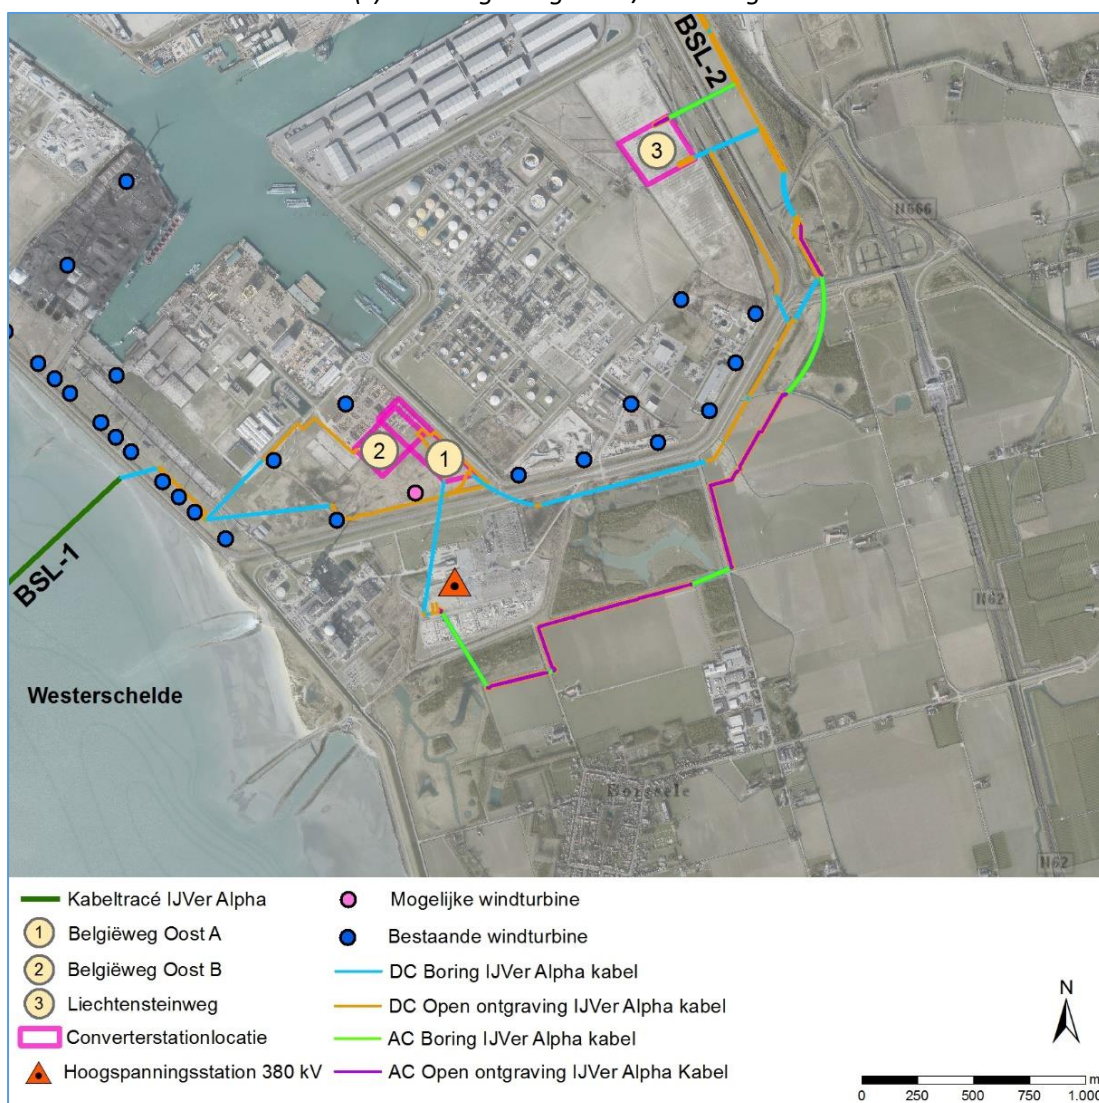 BSL-2
3
N666
2
1
BSL-1
N62
Westerschelde
Borssele
N62
Kabeltracé IJVer Alpha
1 Belgiëweg Oost A
2 Belgiëweg Oost B
3 Liechtensteinweg
Converterstationlocatie
Hoogspanningsstation 380 kV
Mogelijke windturbine
Bestaande windturbine
DC Boring IJVer Alpha kabel
DC Open ontgraving IJVer Alpha kabel
AC Boring IJVer Alpha kabel
AC Open ontgraving IJVer Alpha Kabel
N
m
0 250 500 750 1.000